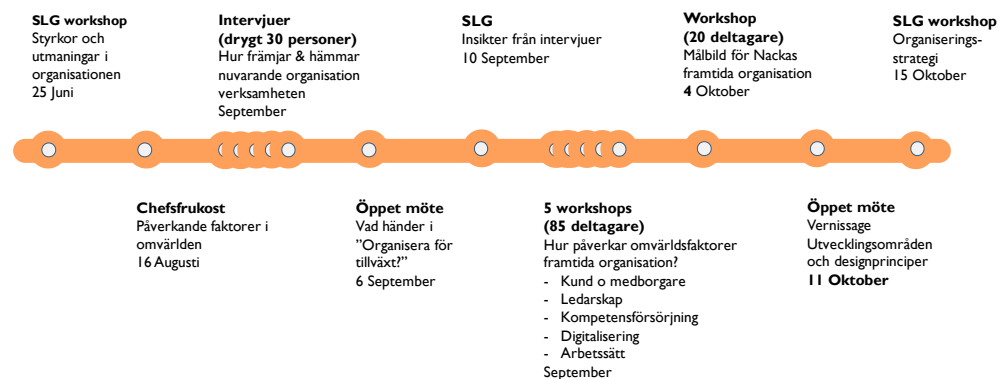 SLG workshop
Styrkor och
utmaningar i
organisationen
25 Juni
Intervjuer
(drygt 30 personer)
Hur främjar & hämmar
nuvarande organisation
verksamheten
September
SLG
Insikter från intervjuer
10 September
Workshop
(20 deltagare)
Målbild för Nackas
framtida organisation
4 Oktober
SLG workshop
Organiserings-
strategi
15 Oktober
Chefsfrukost
Påverkande faktorer i
omvärlden
16 Augusti
Öppet möte
Vad händer i
”Organisera för
tillväxt?”
6 September
5 workshops
(85 deltagare)
Hur påverkar omvärldsfaktorer
framtida organisation?
- Kund o medborgare
- Ledarskap
- Kompetensförsörjning
- Digitalisering
- Arbetssätt
September
Öppet möte
Vernissage
Utvecklingsområden
och designprinciper
11 Oktober